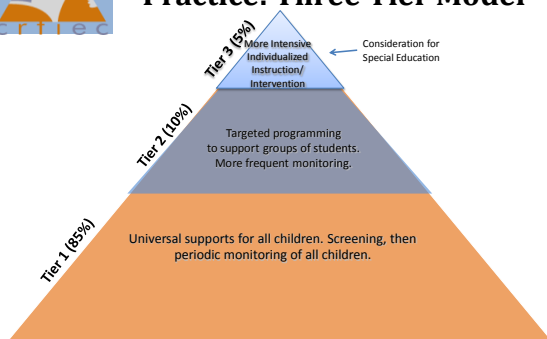 Practice: Three Tier Model
crtiec
More Intensive
Individualized
Instruction/
Intervention
Tier 3 (5%)
Consideration for
Special Education
Targeted programming
to support groups of students.
More frequent monitoring.
Tier 2 (10%)
Universal supports for all children. Screening, then
periodic monitoring of all children.
Tier 1 (85%)